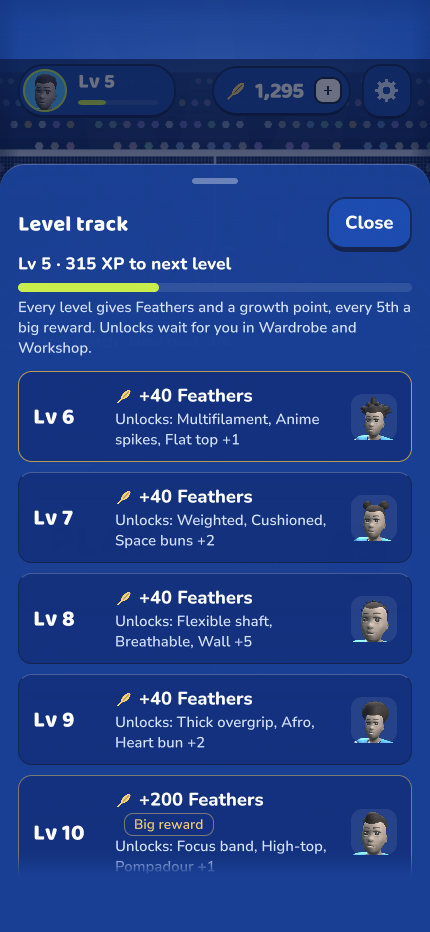 Lv 5
1,295
+
Level track
Close
Lv 5 · 315 XP to next level
Every level gives Feathers and a growth point, every 5th a
big reward. Unlocks wait for you in Wardrobe and
Workshop.
Lv 6
+40 Feathers
Unlocks: Multifilament, Anime
spikes, Flat top +1
Lv 7
+40 Feathers
Unlocks: Weighted, Cushioned,
Space buns +2
Lv 8
+40 Feathers
Unlocks: Flexible shaft,
Breathable, Wall +5
Lv 9
+40 Feathers
Unlocks: Thick overgrip, Afro,
Heart bun +2
Lv 10
+200 Feathers
Big reward
Unlocks: Focus band, High-top,
Pompadour +1